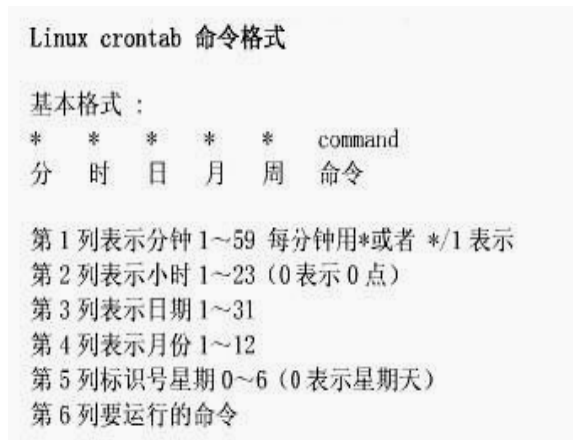 Linux crontab 命令格式
基本格式 :
* * * * * command
分 时 日 月 周 命令
第1列表示分钟1~59 每分钟用*或者 */1表示
第2列表示小时1~23（0表示0点）
第3列表示日期1~31
第4列表示月份1~12
第5列标识号星期0~6（0表示星期天）
第6列要运行的命令